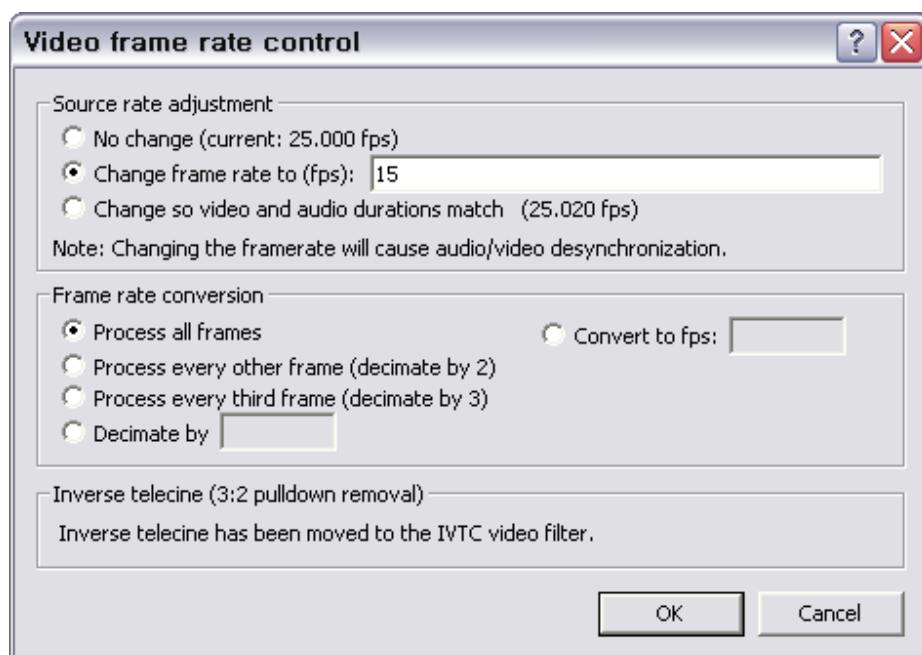 Video frame rate control
?
Source rate adjustment
No change (current: 25.000 fps)
Change frame rate to (fps): 15
Change so video and audio durations match (25.020 fps)
Note: Changing the framerate will cause audio/video desynchronization.
Frame rate conversion
Process all frames Convert to fps:
Process every other frame (decimate by 2)
Process every third frame (decimate by 3)
Decimate by
Inverse telecine (3:2 pulldown removal)
Inverse telecine has been moved to the IVTC video filter.
OK Cancel